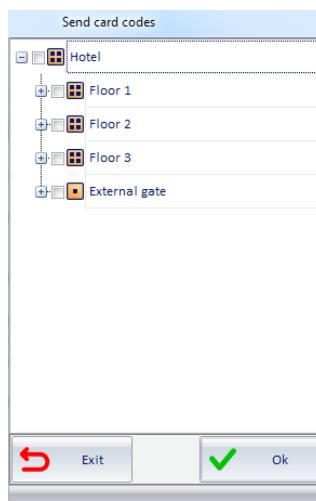 Send card codes
Hotel
Floor 1
Floor 2
Floor 3
External gate
Exit
Ok